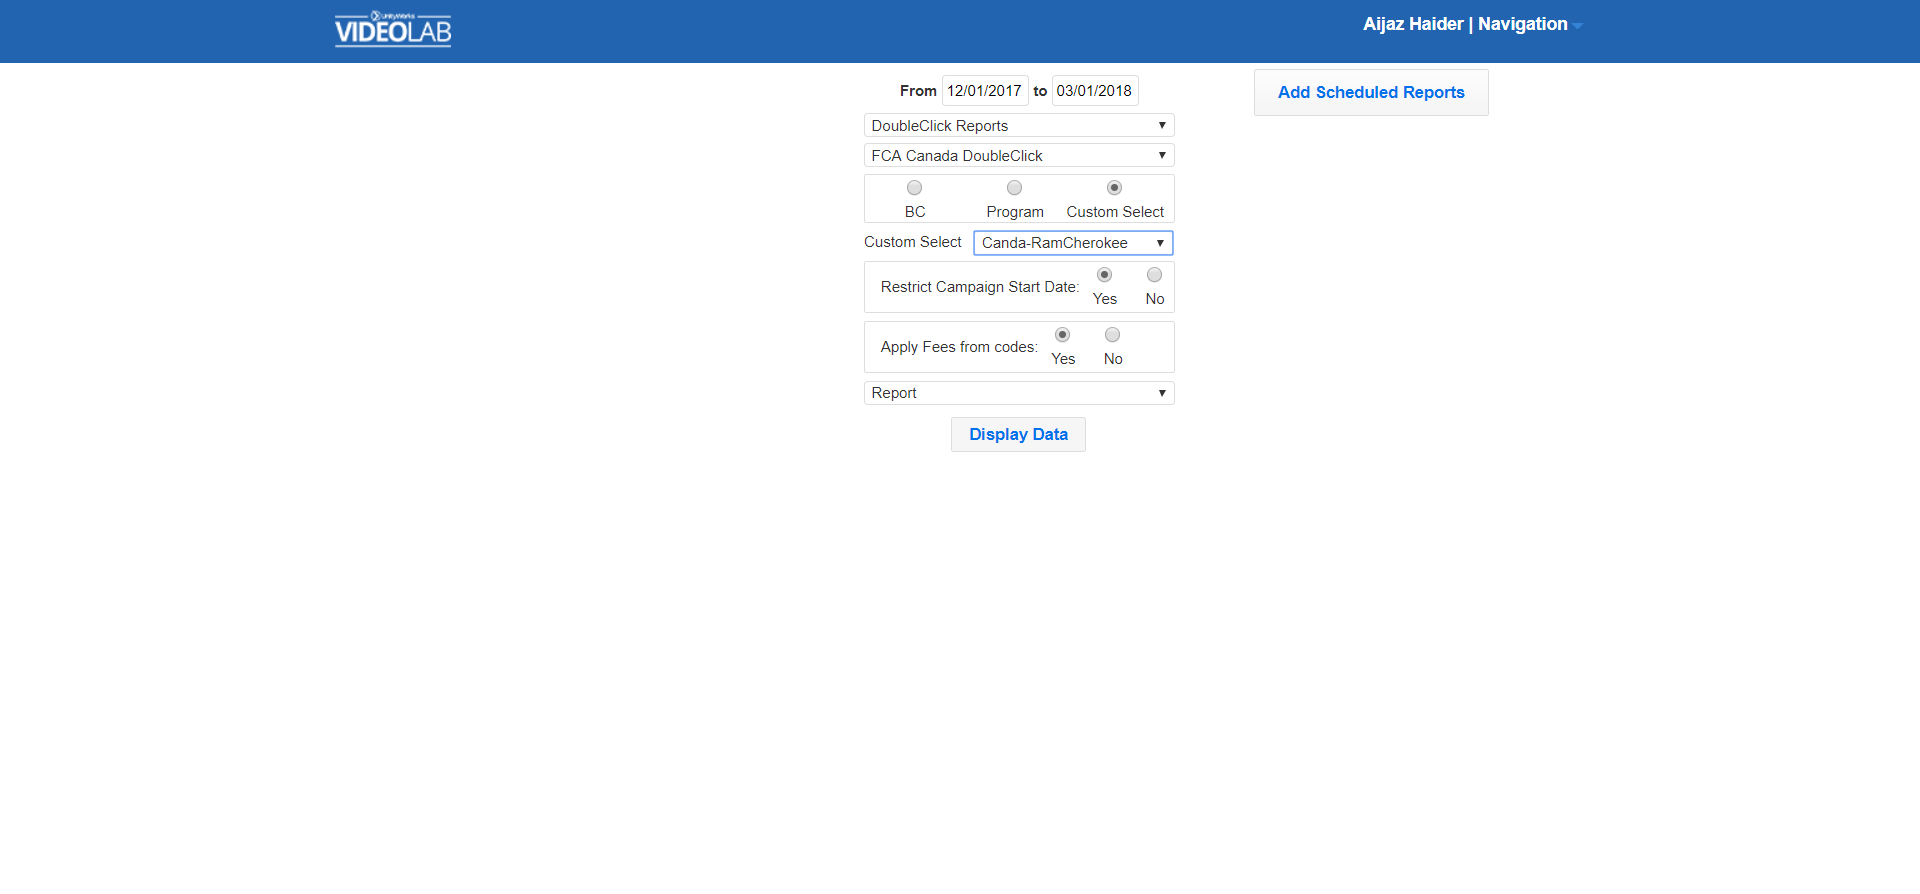 UnityWorks
VIDEOLAB
Aijaz Haider | Navigation
From 12/01/2017 to 03/01/2018
Add Scheduled Reports
DoubleClick Reports
FCA Canada DoubleClick
BC Program Custom Select
Custom Select Canda-RamCherokee
Restrict Campaign Start Date: Yes No
Apply Fees from codes: Yes No
Report
Display Data